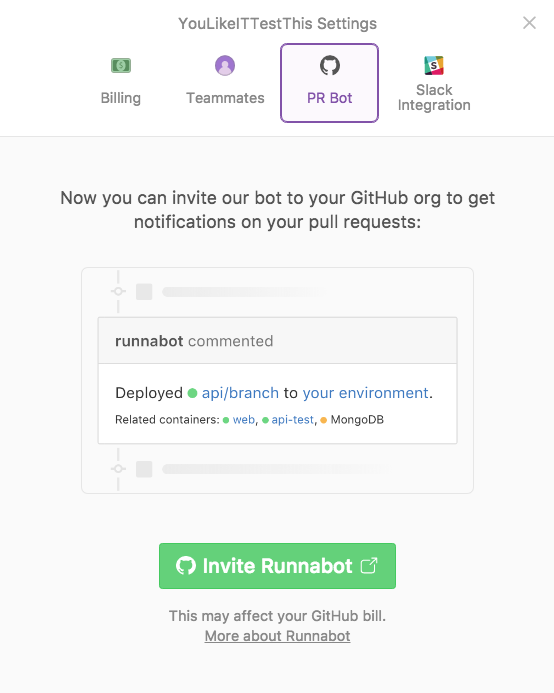 YouLikeITTestThis Settings
Billing
Teammates
PR Bot
Slack
Integration
Now you can invite our bot to your GitHub org to get
notifications on your pull requests:
runnabot commented
Deployed api/branch to your environment.
Related containers: web, api-test, MongoDB
Invite Runnabot
This may affect your GitHub bill.
More about Runnabot